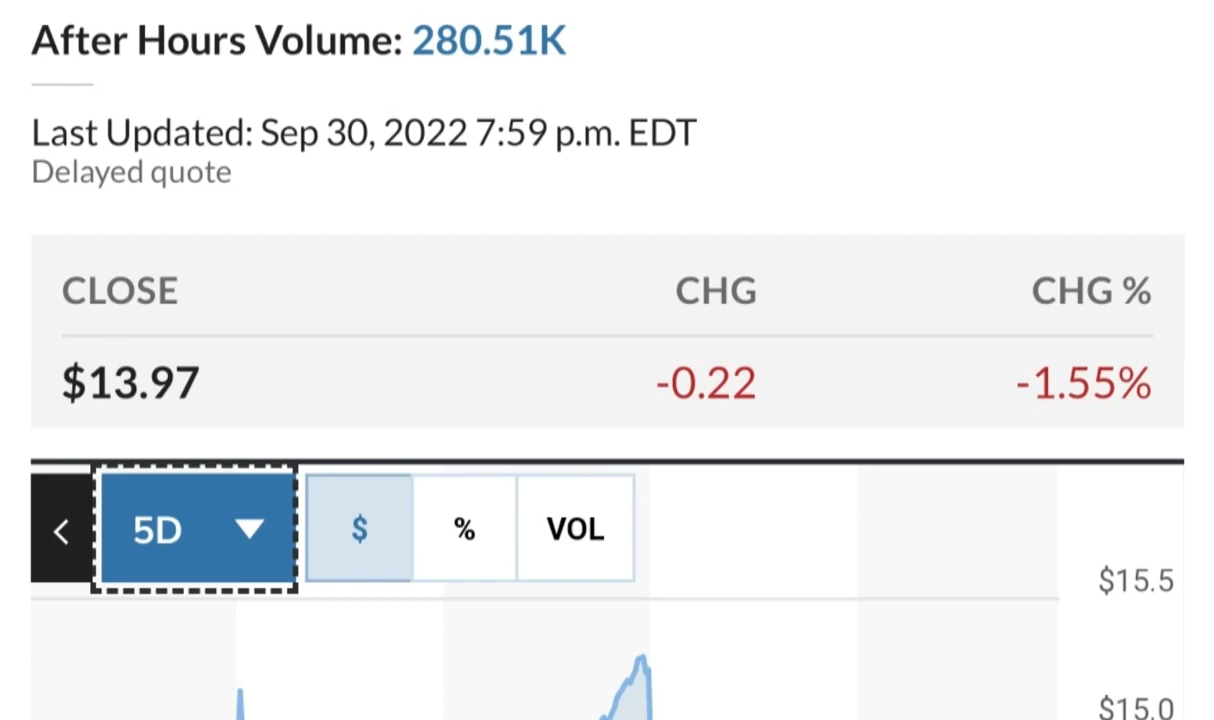 After Hours Volume: 280.51K
Last Updated: Sep 30, 2022 7:59 p.m. EDT
Delayed quote
CLOSE CHG CHG %
$13.97 -0.22 -1.55%
5D $ % VOL
$15.5
$15.0